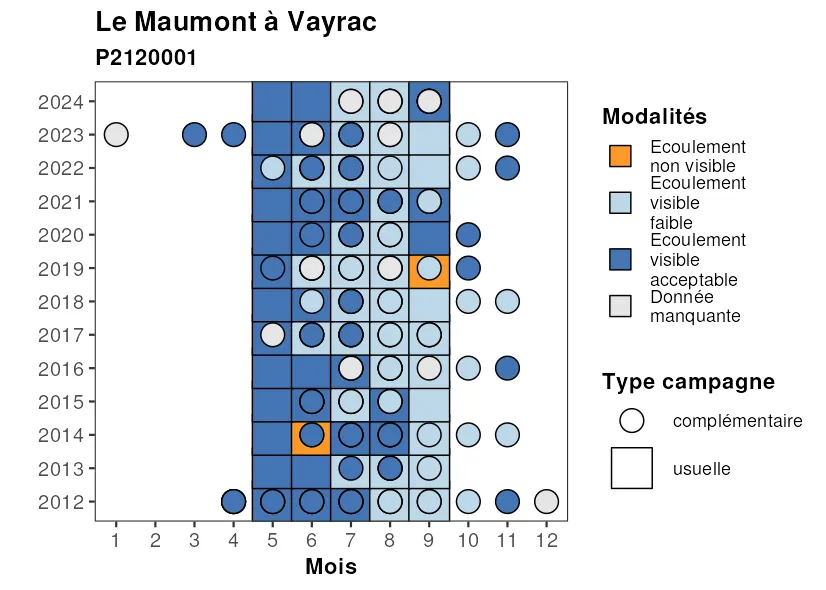 Le Maumont à Vayrac
P2120001
2024
2023
2022
2021
2020
2019
2018
2017
2016
2015
2014
2013
2012
1 2 3 4 5 6 7 8 9 10 11 12
Mois
Modalités
Ecoulement
non visible
Ecoulement
visible
faible
Ecoulement
visible
acceptable
Donnée
manquante
Type campagne
complémentaire
usuelle